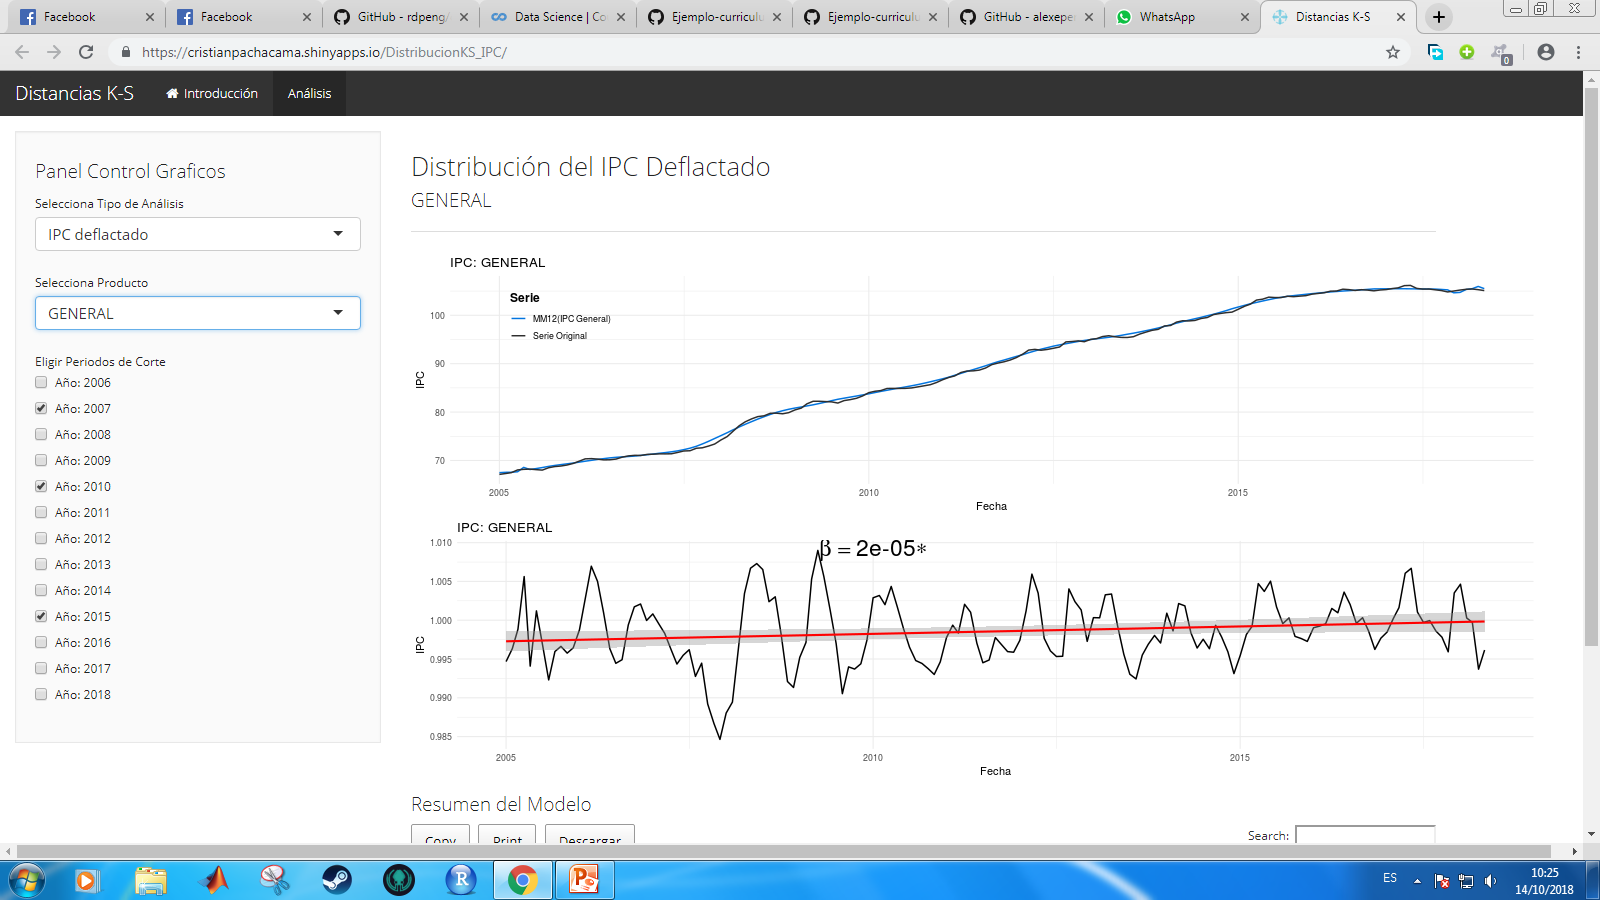 Facebook
Facebook
GitHub - rdpeng/
Data Science | Co
Ejemplo-curriculu
Ejemplo-curriculu
GitHub - alexepe
WhatsApp
Distancias K-S
https://cristianpachacama.shinyapps.io/DistribucionKS_IPC/
0
Distancias K-S
Introducción
Análisis
Panel Control Graficos
Selecciona Tipo de Análisis
IPC deflactado
Selecciona Producto
GENERAL
Eligir Periodos de Corte
Año: 2006
Año: 2007
Año: 2008
Año: 2009
Año: 2010
Año: 2011
Año: 2012
Año: 2013
Año: 2014
Año: 2015
Año: 2016
Año: 2017
Año: 2018
Distribución del IPC Deflactado
GENERAL
IPC: GENERAL
Serie
MM12(IPC General)
Serie Original
100
90
80
70
IPC
2005
2010
2015
Fecha
IPC: GENERAL
β = 2e-05*
1.010
1.005
1.000
0.995
0.990
0.985
IPC
2005
2010
2015
Fecha
Resumen del Modelo
Copy
Print
Descargar
Search:
ES
10:25
14/10/2018